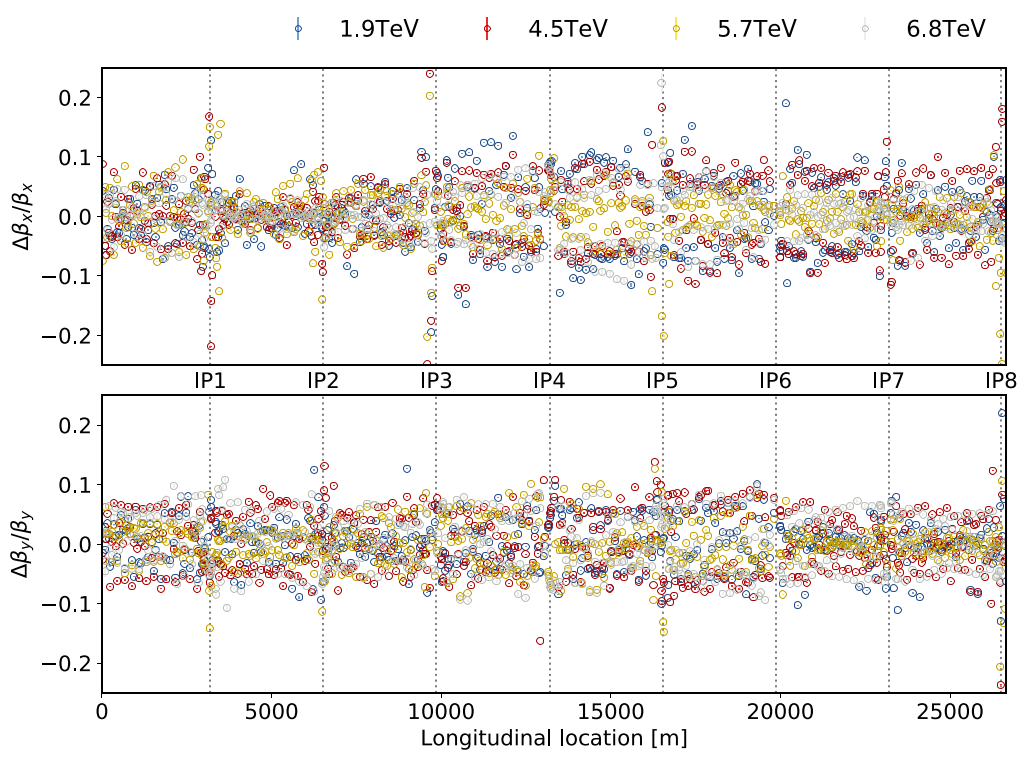 1.9TeV 4.5TeV 5.7TeV 6.8TeV
0.2
0.1
0.0
−0.1
−0.2
Δβx/βx
IP1 IP2 IP3 IP4 IP5 IP6 IP7 IP8
0.2
0.1
0.0
−0.1
−0.2
Δβy/βy
0 5000 10000 15000 20000 25000
Longitudinal location [m]